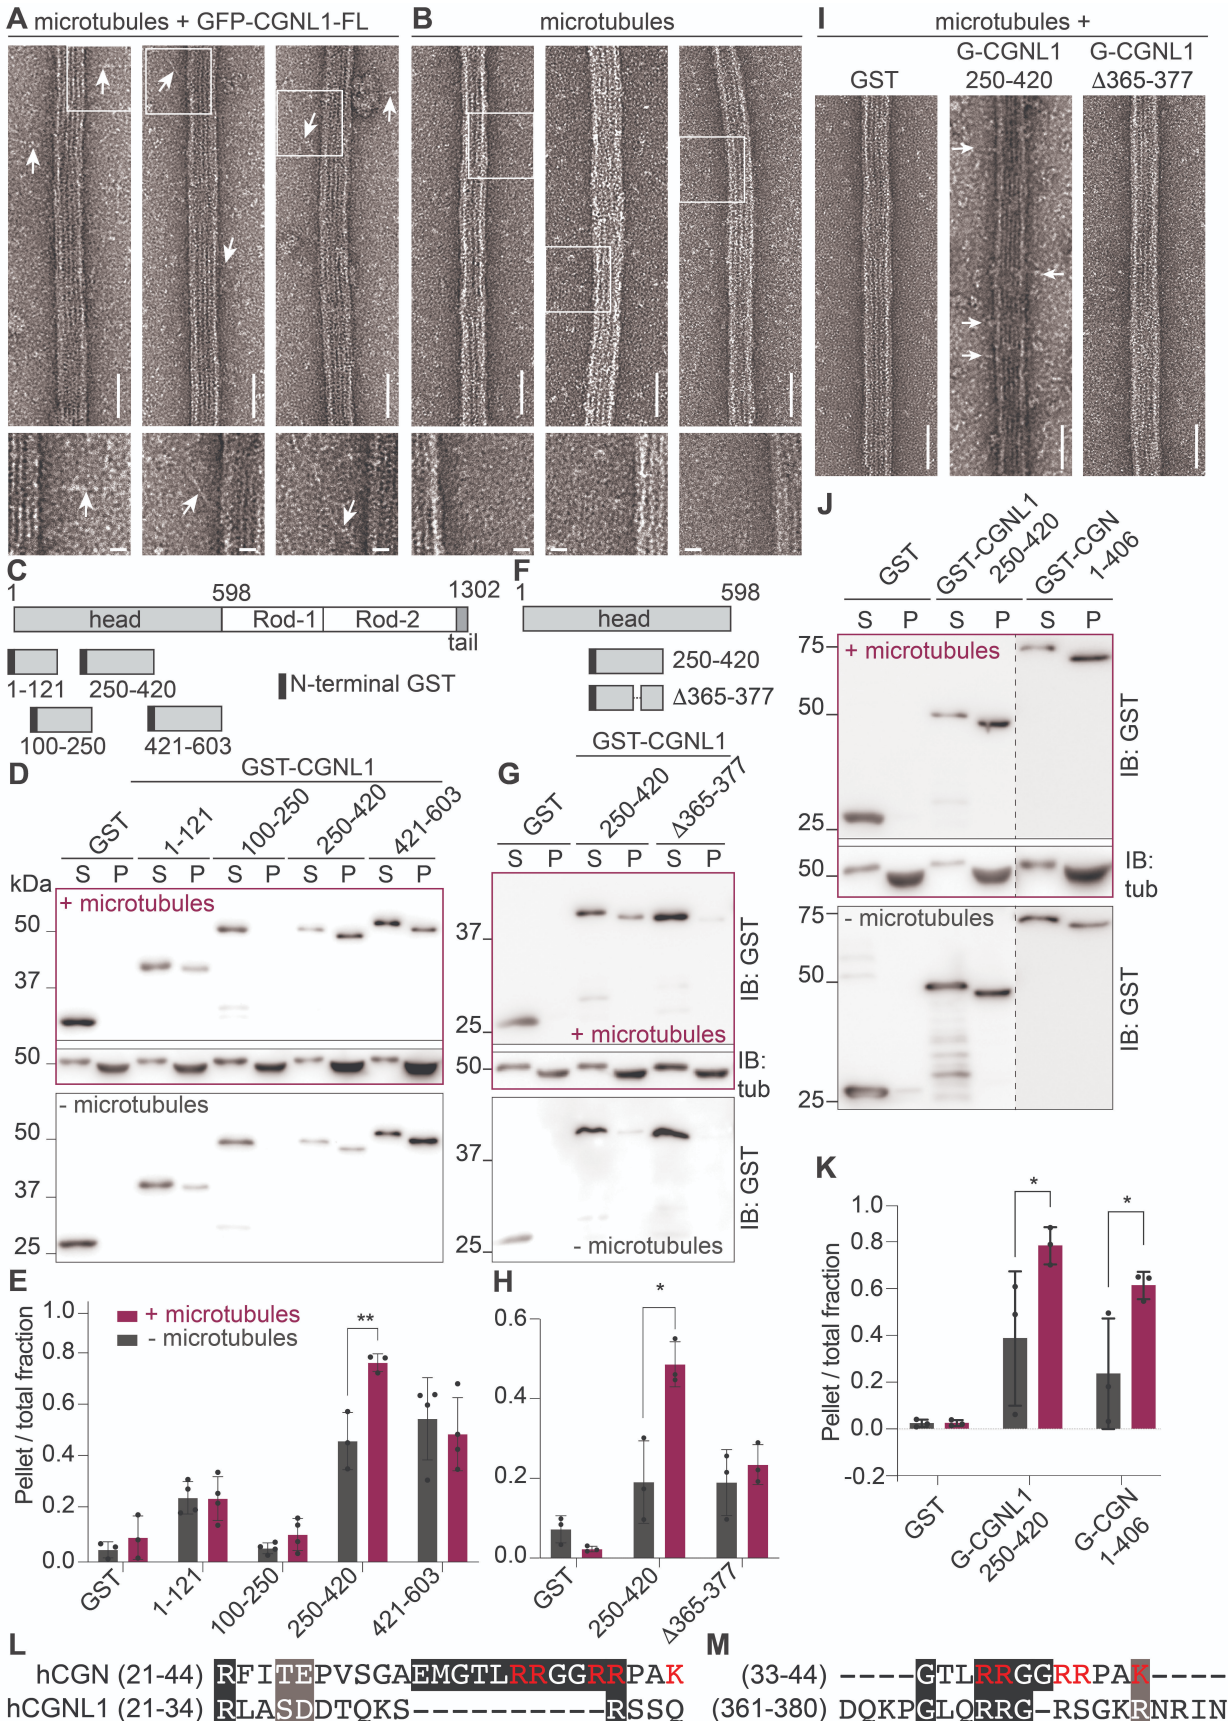 A microtubules + GFP-CGNL1-FL
B microtubules
I microtubules +
GST
G-CGNL1
250-420
G-CGNL1
Δ365-377
C
1 598 1302
head Rod-1 Rod-2
tail
1-121 250-420
N-terminal GST
100-250 421-603
F
1 598
head
250-420
Δ365-377
D GST-CGNL1
GST 1-121 100-250 250-420 421-603
S P S P S P S P S P
kDa
+ microtubules
50
37
50
- microtubules
50
37
25
G GST-CGNL1
GST 250-420 Δ365-377
S P S P S P
37
25
+ microtubules
IB: GST
50
IB:
tub
37
25
- microtubules
IB: GST
J
GST GST-CGNL1 250-420 GST-CGN 1-406
S P S P S P
75
+ microtubules
50
25
IB: GST
50
IB:
tub
75
- microtubules
50
25
IB: GST
E
+ microtubules
- microtubules
Pellet / total fraction
1.0
0.8
0.6
0.4
0.2
0.0
**
GST 1-121 100-250 250-420 421-603
H
0.6
0.4
0.2
0.0
*
GST 250-420 Δ365-377
K
Pellet / total fraction
1.0
0.8
0.6
0.4
0.2
0.0
-0.2
* *
GST G-CGNL1 250-420 G-CGN 1-406
L
hCGN (21-44) RFITEPVSGAEMGTLRRGGRRPAK
hCGNL1 (21-34) RLASDDTQKS----------RSSQ
M
(33-44) ----GTLRRGGRRPAK----
(361-380) DQKPGLQRRG-RSGKRNRIN